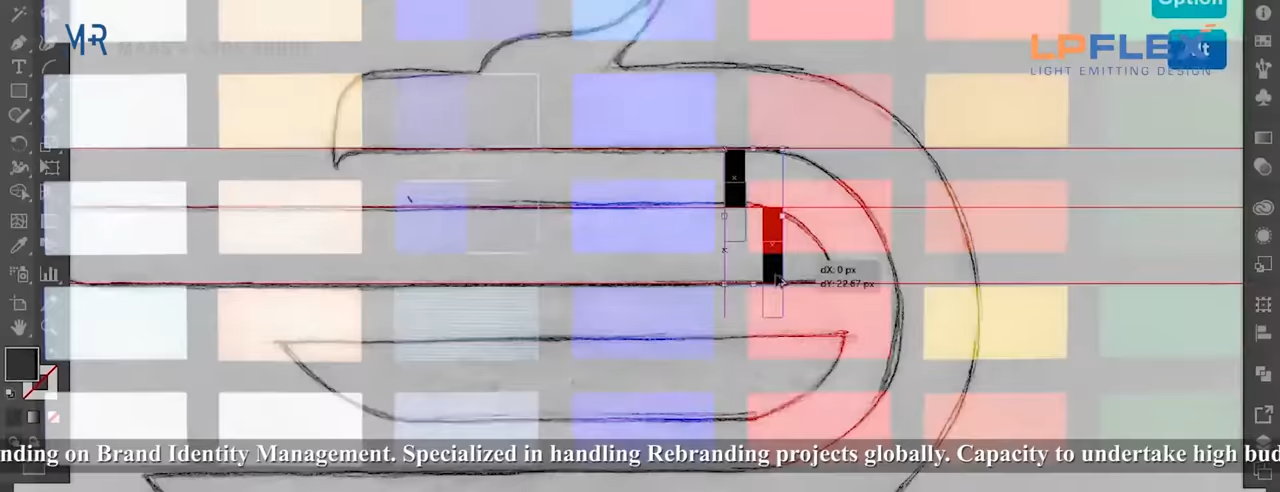 Option
MR
LPFLEX
LIGHT EMITTING DESIGN
dX: 0 px
dY: 22.67 px
nding on Brand Identity Management. Specialized in handling Rebranding projects globally. Capacity to undertake high bud